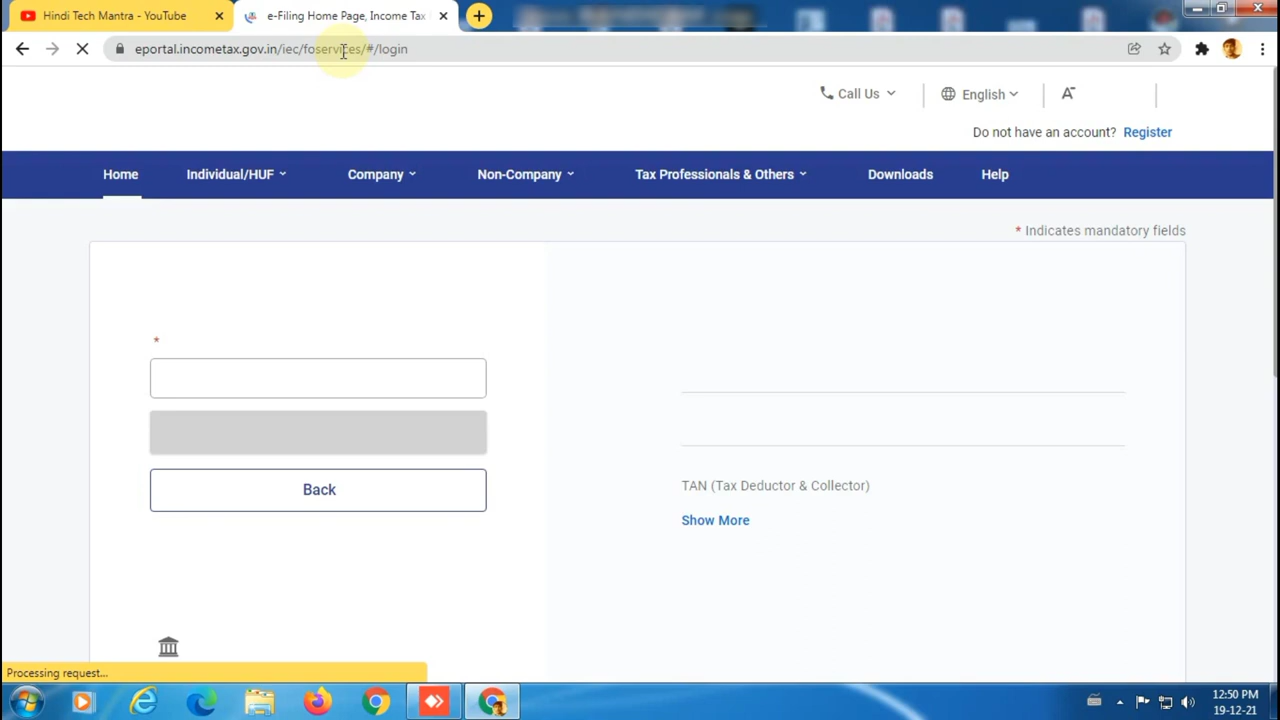 Hindi Tech Mantra - YouTube
e-Filing Home Page, Income Tax
eportal.incometax.gov.in/iec/foservices/#/login
Call Us
English
A-
Do not have an account? Register
Home Individual/HUF Company Non-Company Tax Professionals & Others Downloads Help
* Indicates mandatory fields
*
Back
TAN (Tax Deductor & Collector)
Show More
Processing request...
12:50 PM
19-12-21